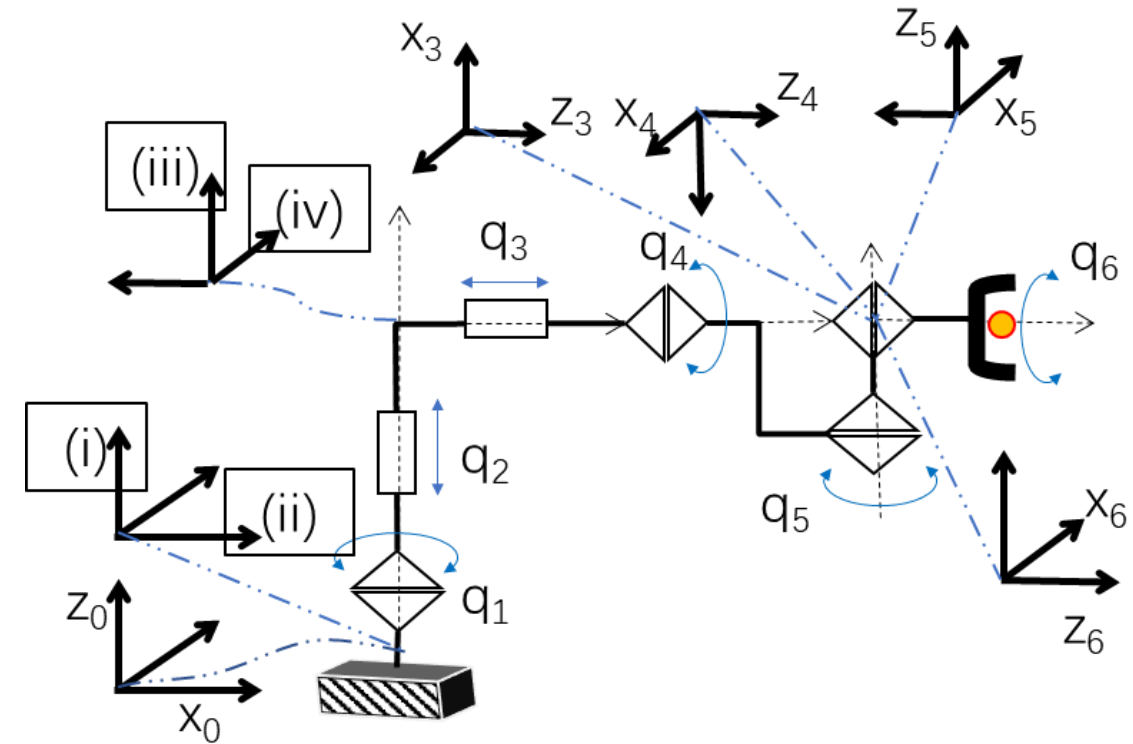 x₃
z₃
x₄
z₄
z₅
x₅
(iii)
(iv)
q₃
q₄
q₆
(i)
(ii)
q₂
q₅
x₆
z₆
q₁
z₀
x₀